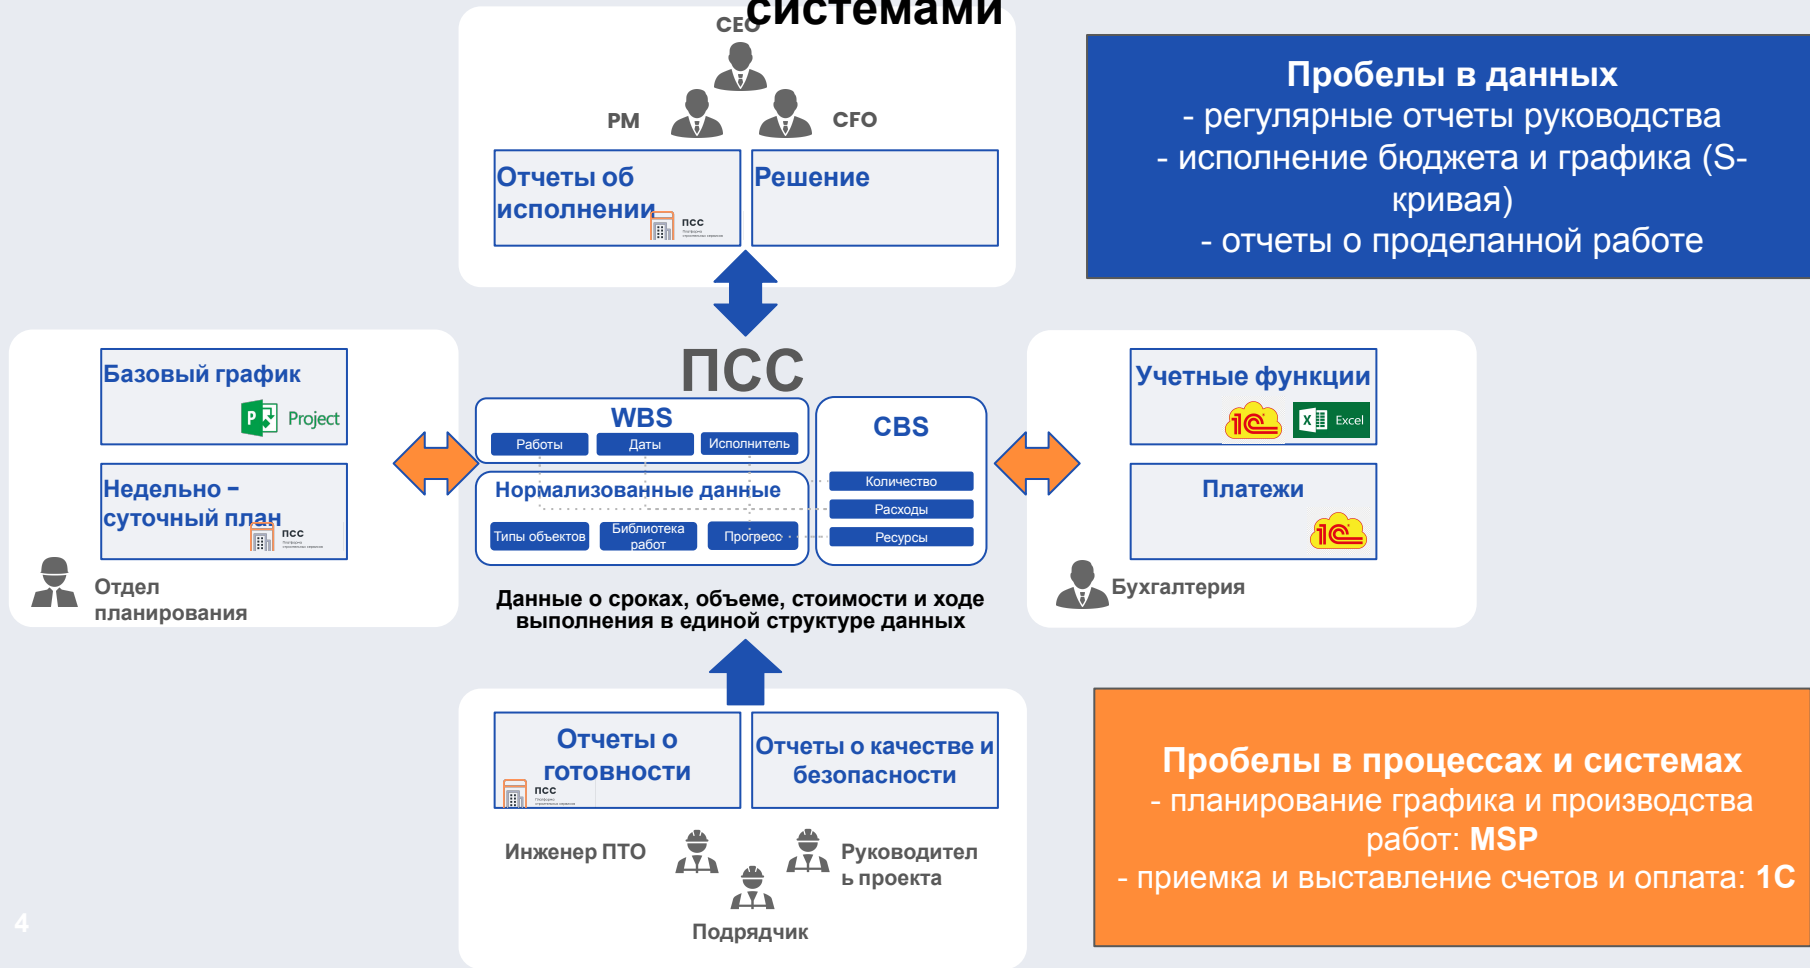 системами
CEO
PM
CFO
Отчеты об
исполнении
псс
Решение
Пробелы в данных
- регулярные отчеты руководства
- исполнение бюджета и графика (S-
кривая)
- отчеты о проделанной работе
Базовый график
Project
Недельно –
суточный план
псс
Отдел
планирования
ПСС
WBS
Работы
Даты
Исполнитель
Нормализованные данные
Типы объектов
Библиотека
работ
Прогресс
CBS
Количество
Расходы
Ресурсы
Данные о сроках, объеме, стоимости и ходе
выполнения в единой структуре данных
Учетные функции
1С
Excel
Платежи
1С
Бухгалтерия
Отчеты о
готовности
псс
Отчеты о качестве и
безопасности
Инженер ПТО
Руководител
ь проекта
Подрядчик
Пробелы в процессах и системах
- планирование графика и производства
работ: MSP
- приемка и выставление счетов и оплата: 1С
4